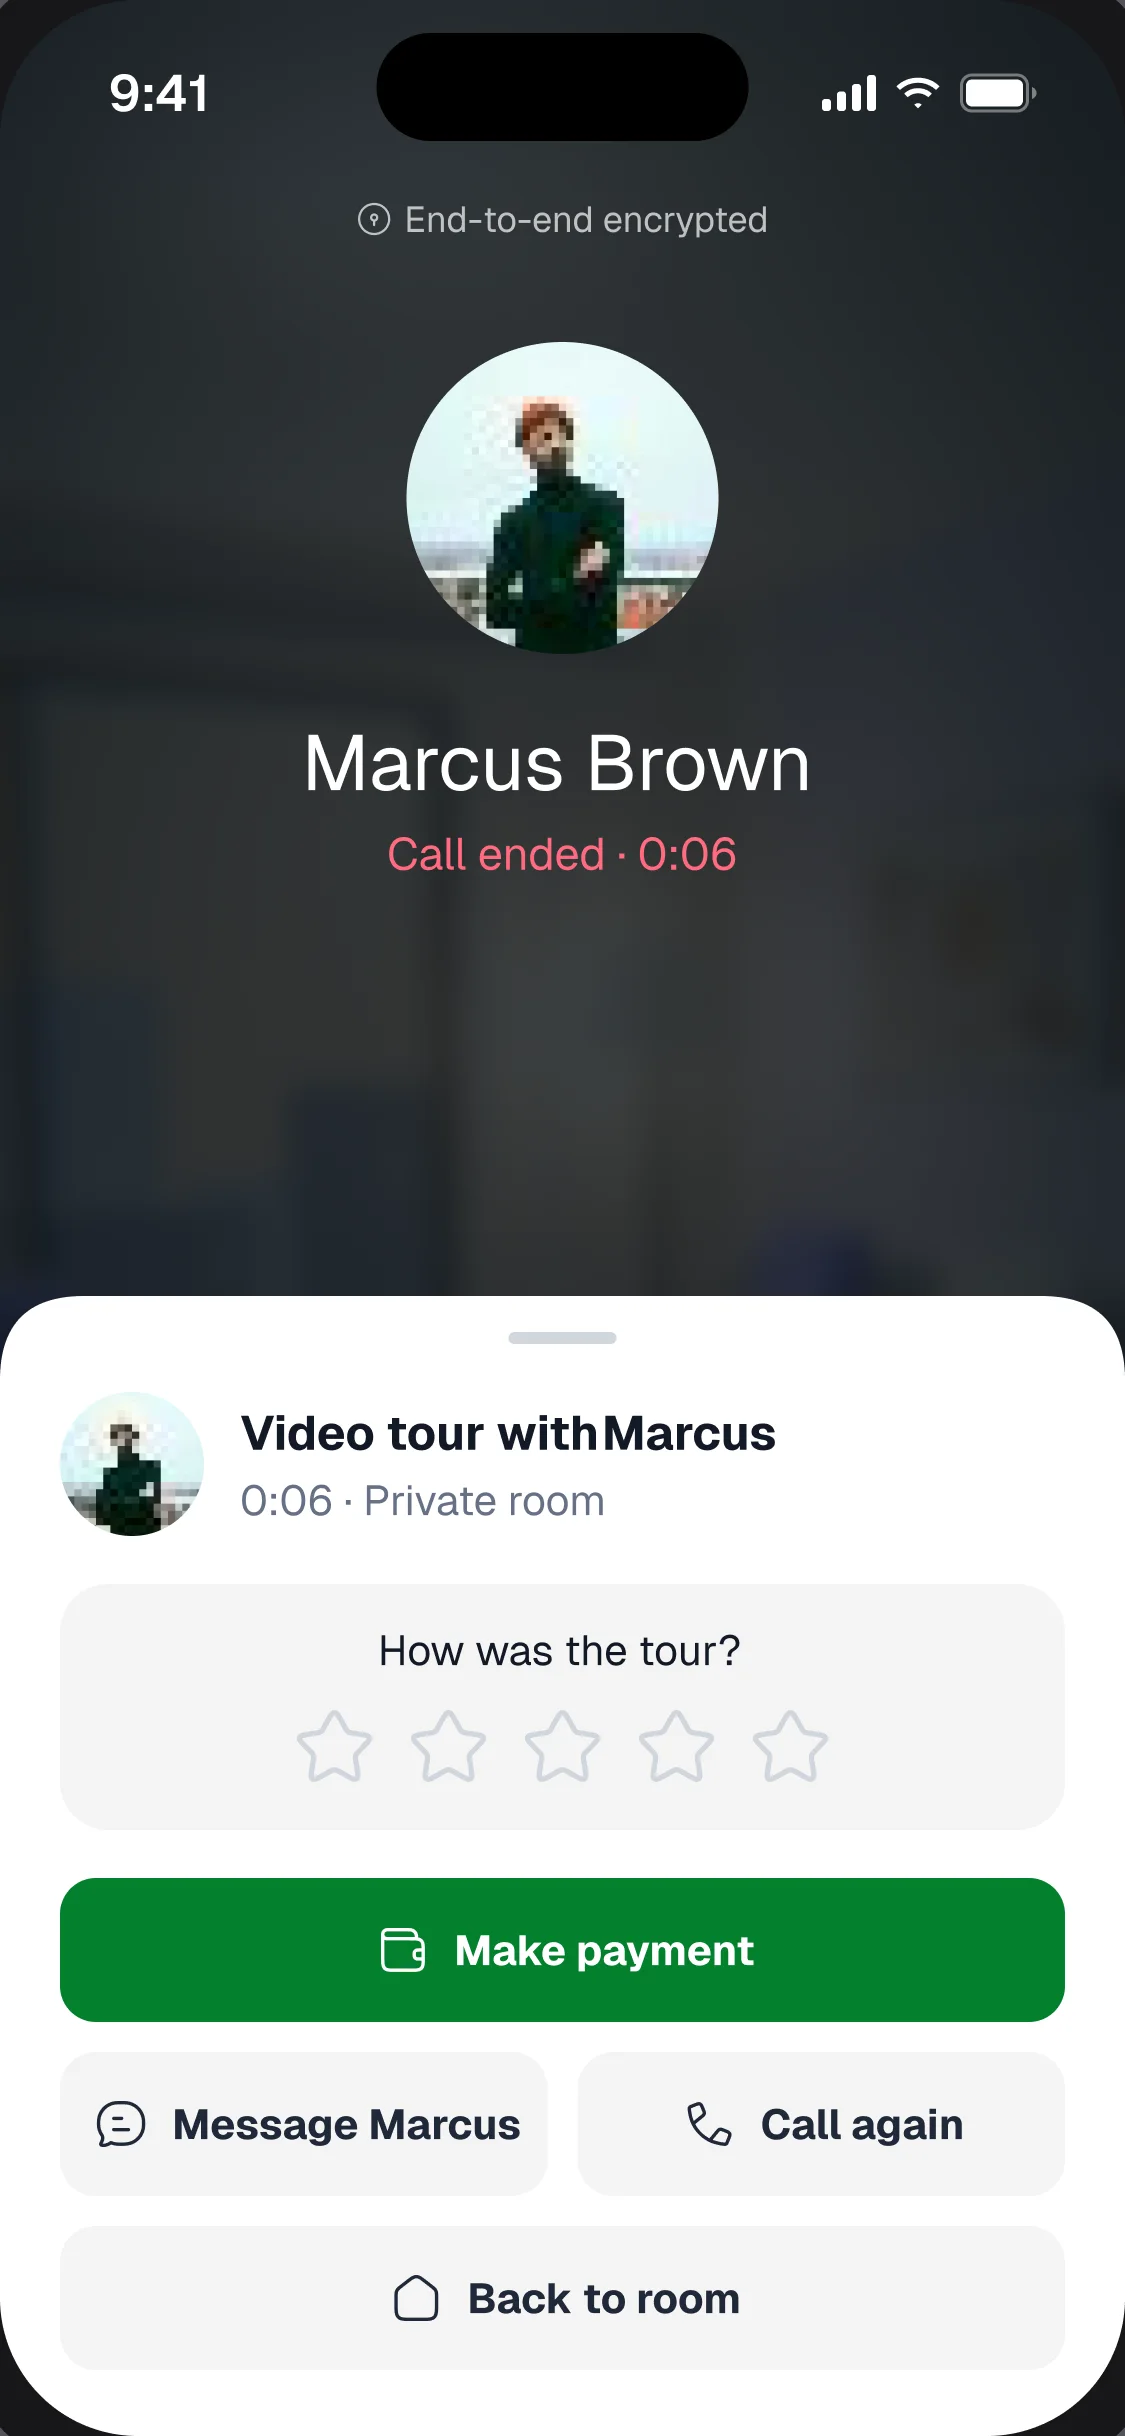 9:41
End-to-end encrypted
Marcus Brown
Call ended · 0:06
Video tour with Marcus
0:06 · Private room
How was the tour?
Make payment
Message Marcus
Call again
Back to room